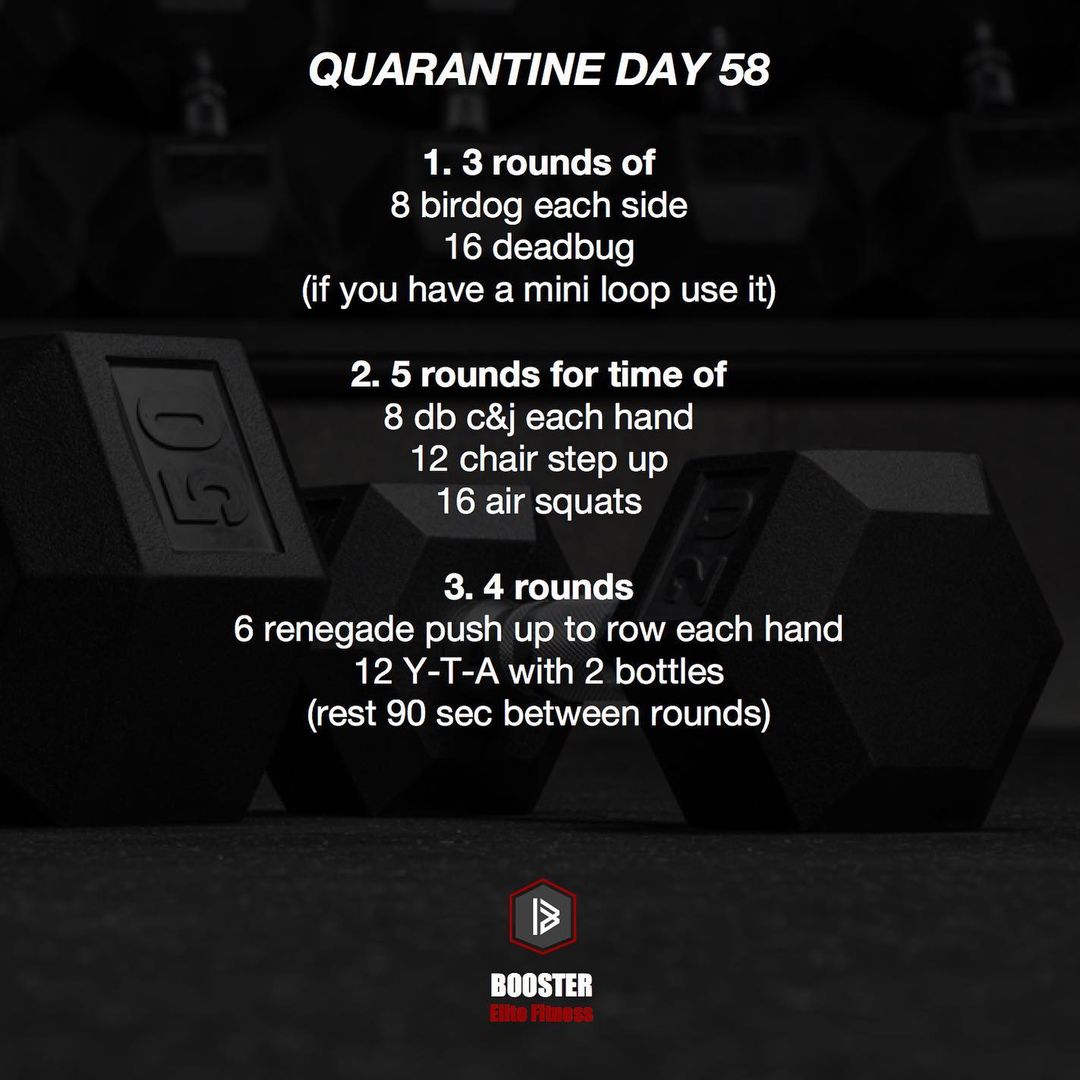 QUARANTINE DAY 58
1. 3 rounds of
8 birdog each side
16 deadbug
(if you have a mini loop use it)
2. 5 rounds for time of
8 db c&j each hand
12 chair step up
16 air squats
3. 4 rounds
6 renegade push up to row each hand
12 Y-T-A with 2 bottles
(rest 90 sec between rounds)
50
20
BOOSTER
Elite Fitness